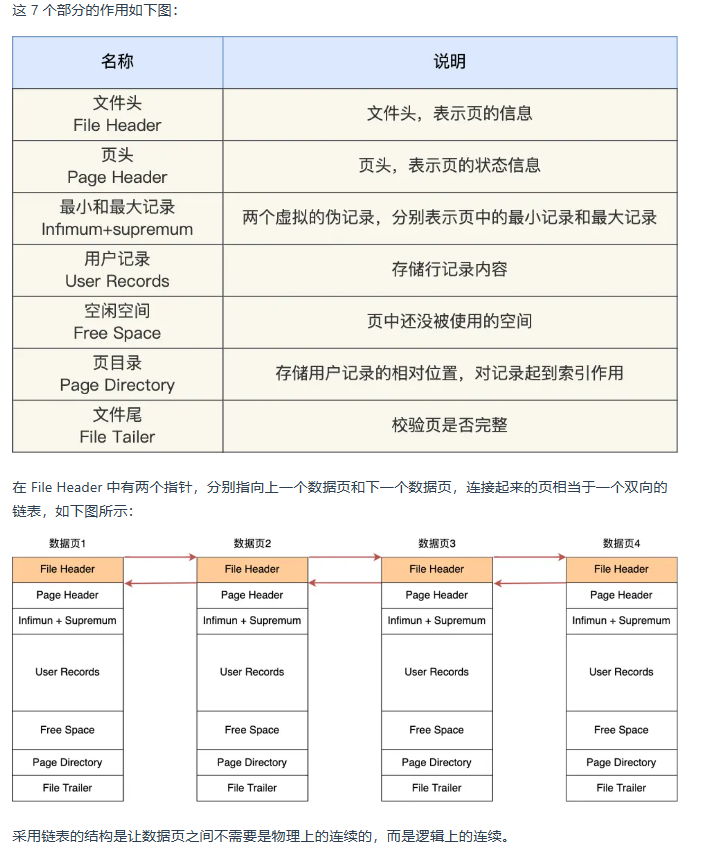 这 7 个部分的作用如下图：
名称
说明
文件头
File Header
文件头，表示页的信息
页头
Page Header
页头，表示页的状态信息
最小和最大记录
Infimum+supremum
两个虚拟的伪记录，分别表示页中的最小记录和最大记录
用户记录
User Records
存储行记录内容
空闲空间
Free Space
页中还没被使用的空间
页目录
Page Directory
存储用户记录的相对位置，对记录起到索引作用
文件尾
File Tailer
校验页是否完整
在 File Header 中有两个指针，分别指向上一个数据页和下一个数据页，连接起来的页相当于一个双向的
链表，如下图所示：
数据页1
File Header
Page Header
Infimun + Supremum
User Records
Free Space
Page Directory
File Trailer
数据页2
File Header
Page Header
Infimun + Supremum
User Records
Free Space
Page Directory
File Trailer
数据页3
File Header
Page Header
Infimun + Supremum
User Records
Free Space
Page Directory
File Trailer
数据页4
File Header
Page Header
Infimun + Supremum
User Records
Free Space
Page Directory
File Trailer
采用链表的结构是让数据页之间不需要是物理上的连续的，而是逻辑上的连续。